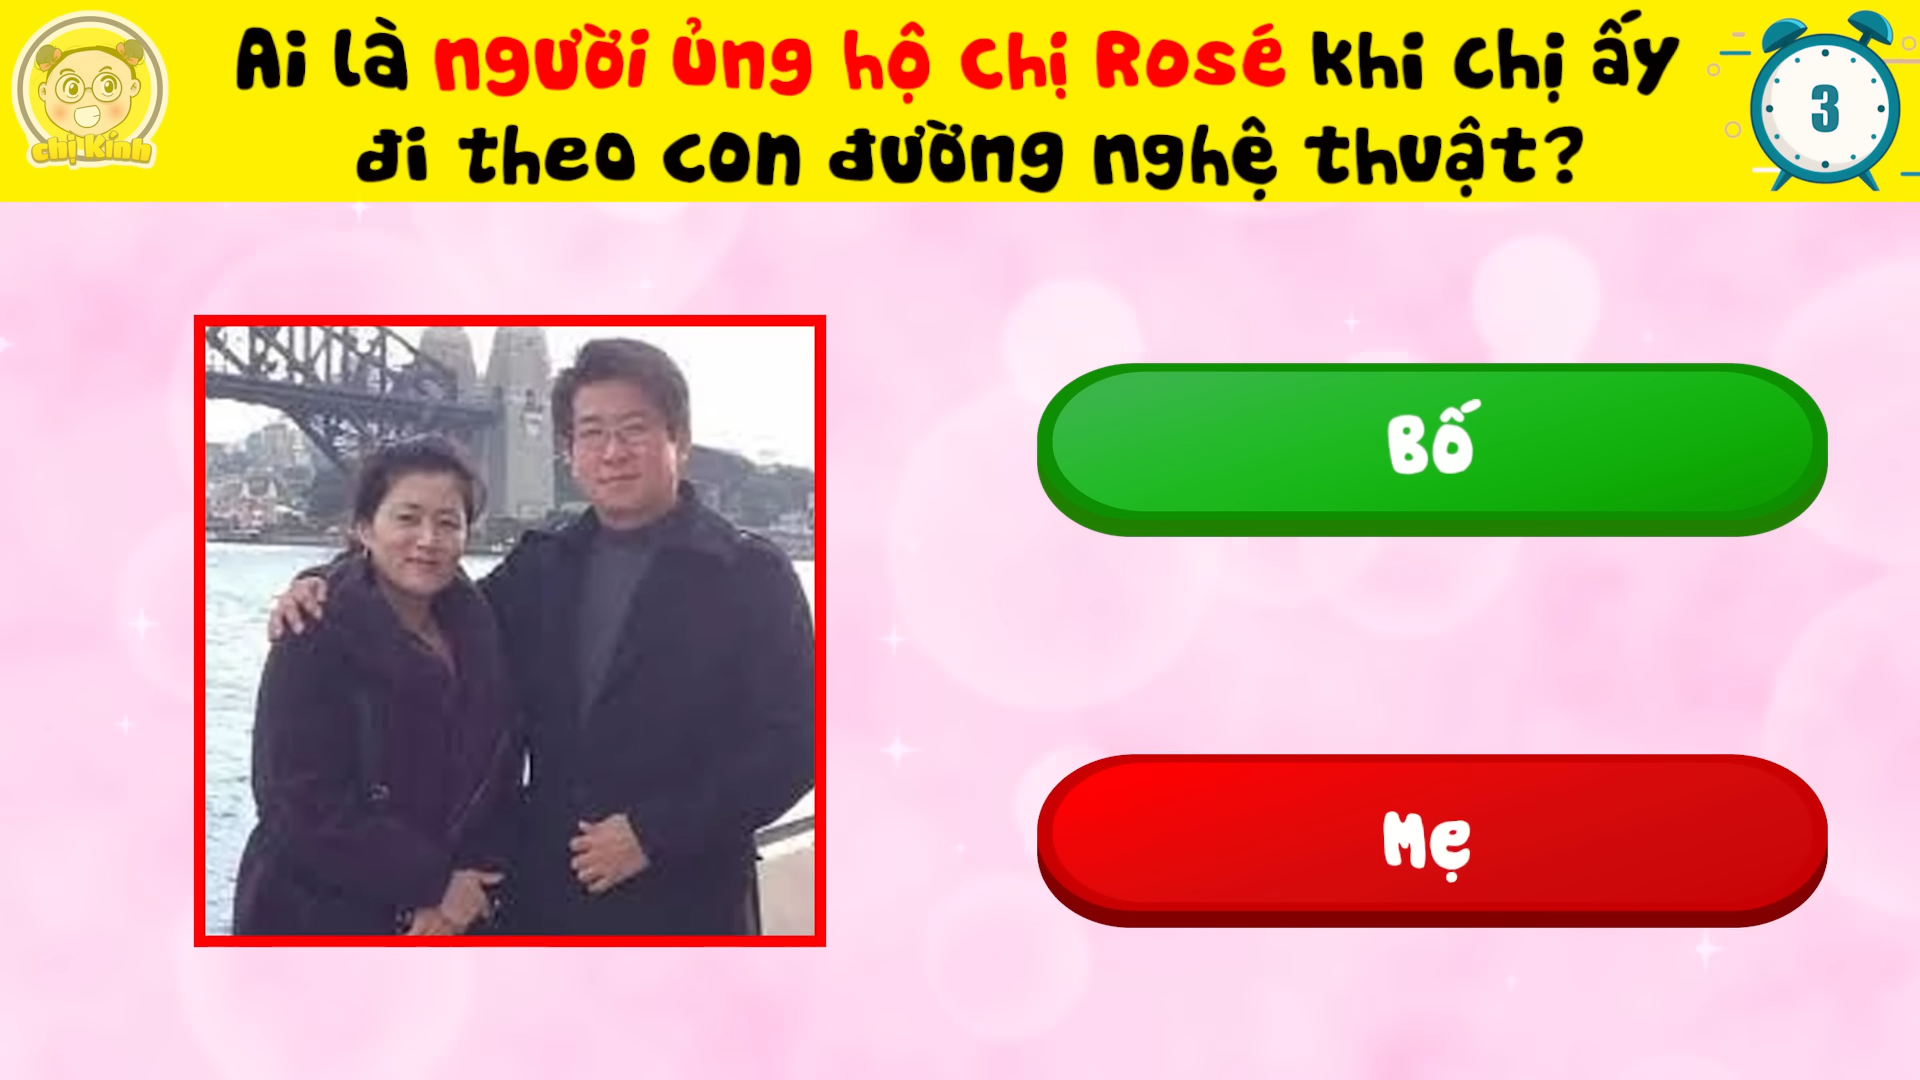 Ai là người ủng hộ chị Rosé khi chị ấy
đi theo con đường nghệ thuật?
3
chị Kính
Bố
Mẹ